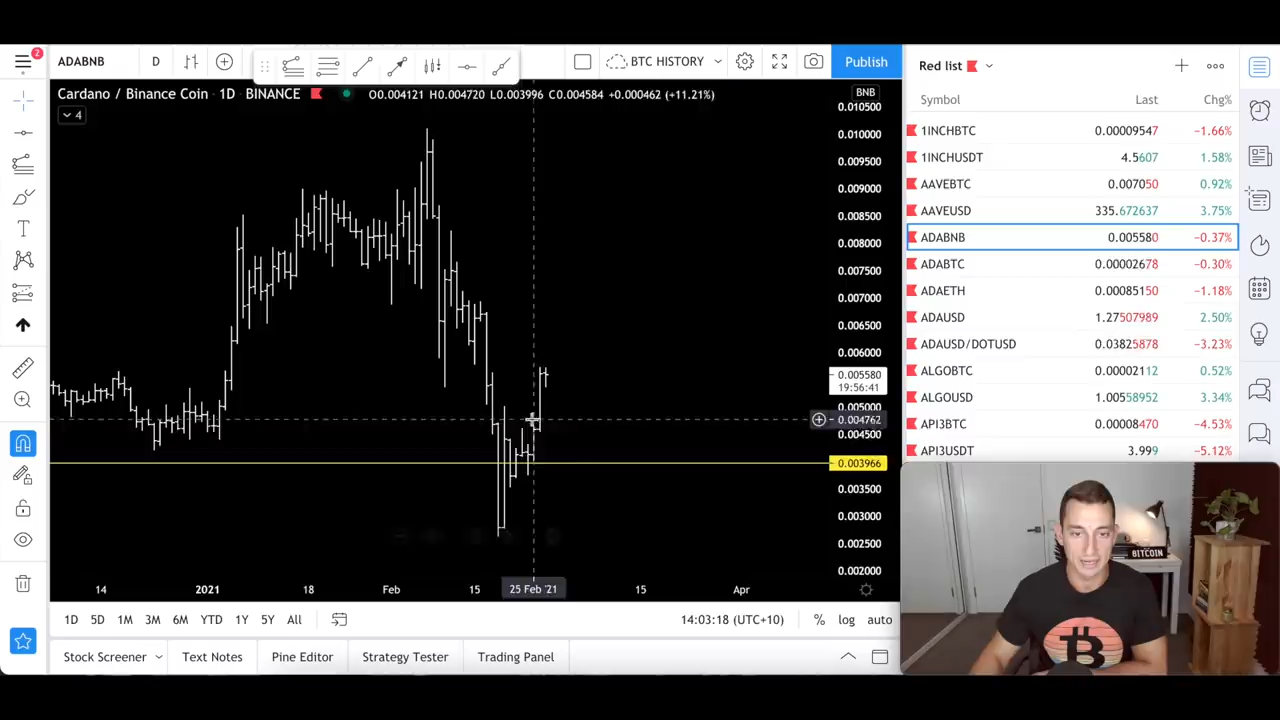 2
ADABNB D BTC HISTORY Publish
Cardano / Binance Coin · 1D · BINANCE O0.004121 H0.004720 L0.003996 C0.004584 +0.000462 (+11.21%)
4
BNB
0.010500
0.010000
0.009500
0.009000
0.008500
0.008000
0.007500
0.007000
0.006500
0.006000
0.005580
19:56:41
0.005000
0.004762
0.004500
0.003966
0.003500
0.003000
0.002500
0.002000
14 2021 18 Feb 15 25 Feb '21 15 Apr
1D 5D 1M 3M 6M YTD 1Y 5Y All 14:03:18 (UTC+10) % log auto
Stock Screener Text Notes Pine Editor Strategy Tester Trading Panel
Red list
Symbol Last Chg%
1INCHBTC 0.00009547 −1.66%
1INCHUSDT 4.5607 1.58%
AAVEBTC 0.007050 0.92%
AAVEUSD 335.672637 3.75%
ADABNB 0.005580 −0.37%
ADABTC 0.00002678 −0.30%
ADAETH 0.00085150 −1.18%
ADAUSD 1.27507989 2.50%
ADAUSD/DOTUSD 0.03825878 −3.23%
ALGOBTC 0.00002112 0.52%
ALGOUSD 1.00558952 3.34%
API3BTC 0.00008470 −4.53%
API3USDT 3.999 −5.12%
BITCOIN